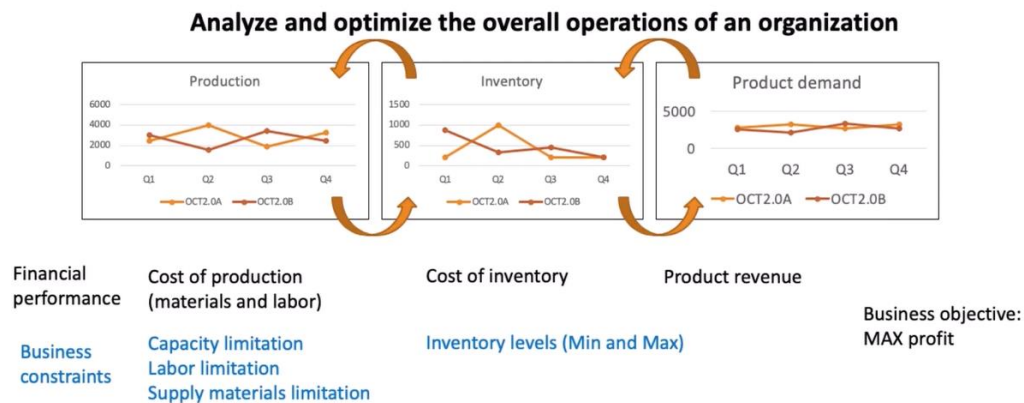 Analyze and optimize the overall operations of an organization
Production
6000
4000
2000
0
Q1 Q2 Q3 Q4
OCT2.0A OCT2.0B
Inventory
1500
1000
500
0
Q1 Q2 Q3 Q4
OCT2.0A OCT2.0B
Product demand
5000
0
Q1 Q2 Q3 Q4
OCT2.0A OCT2.0B
Financial
performance
Cost of production
(materials and labor)
Cost of inventory
Product revenue
Business objective:
MAX profit
Business
constraints
Capacity limitation
Labor limitation
Supply materials limitation
Inventory levels (Min and Max)